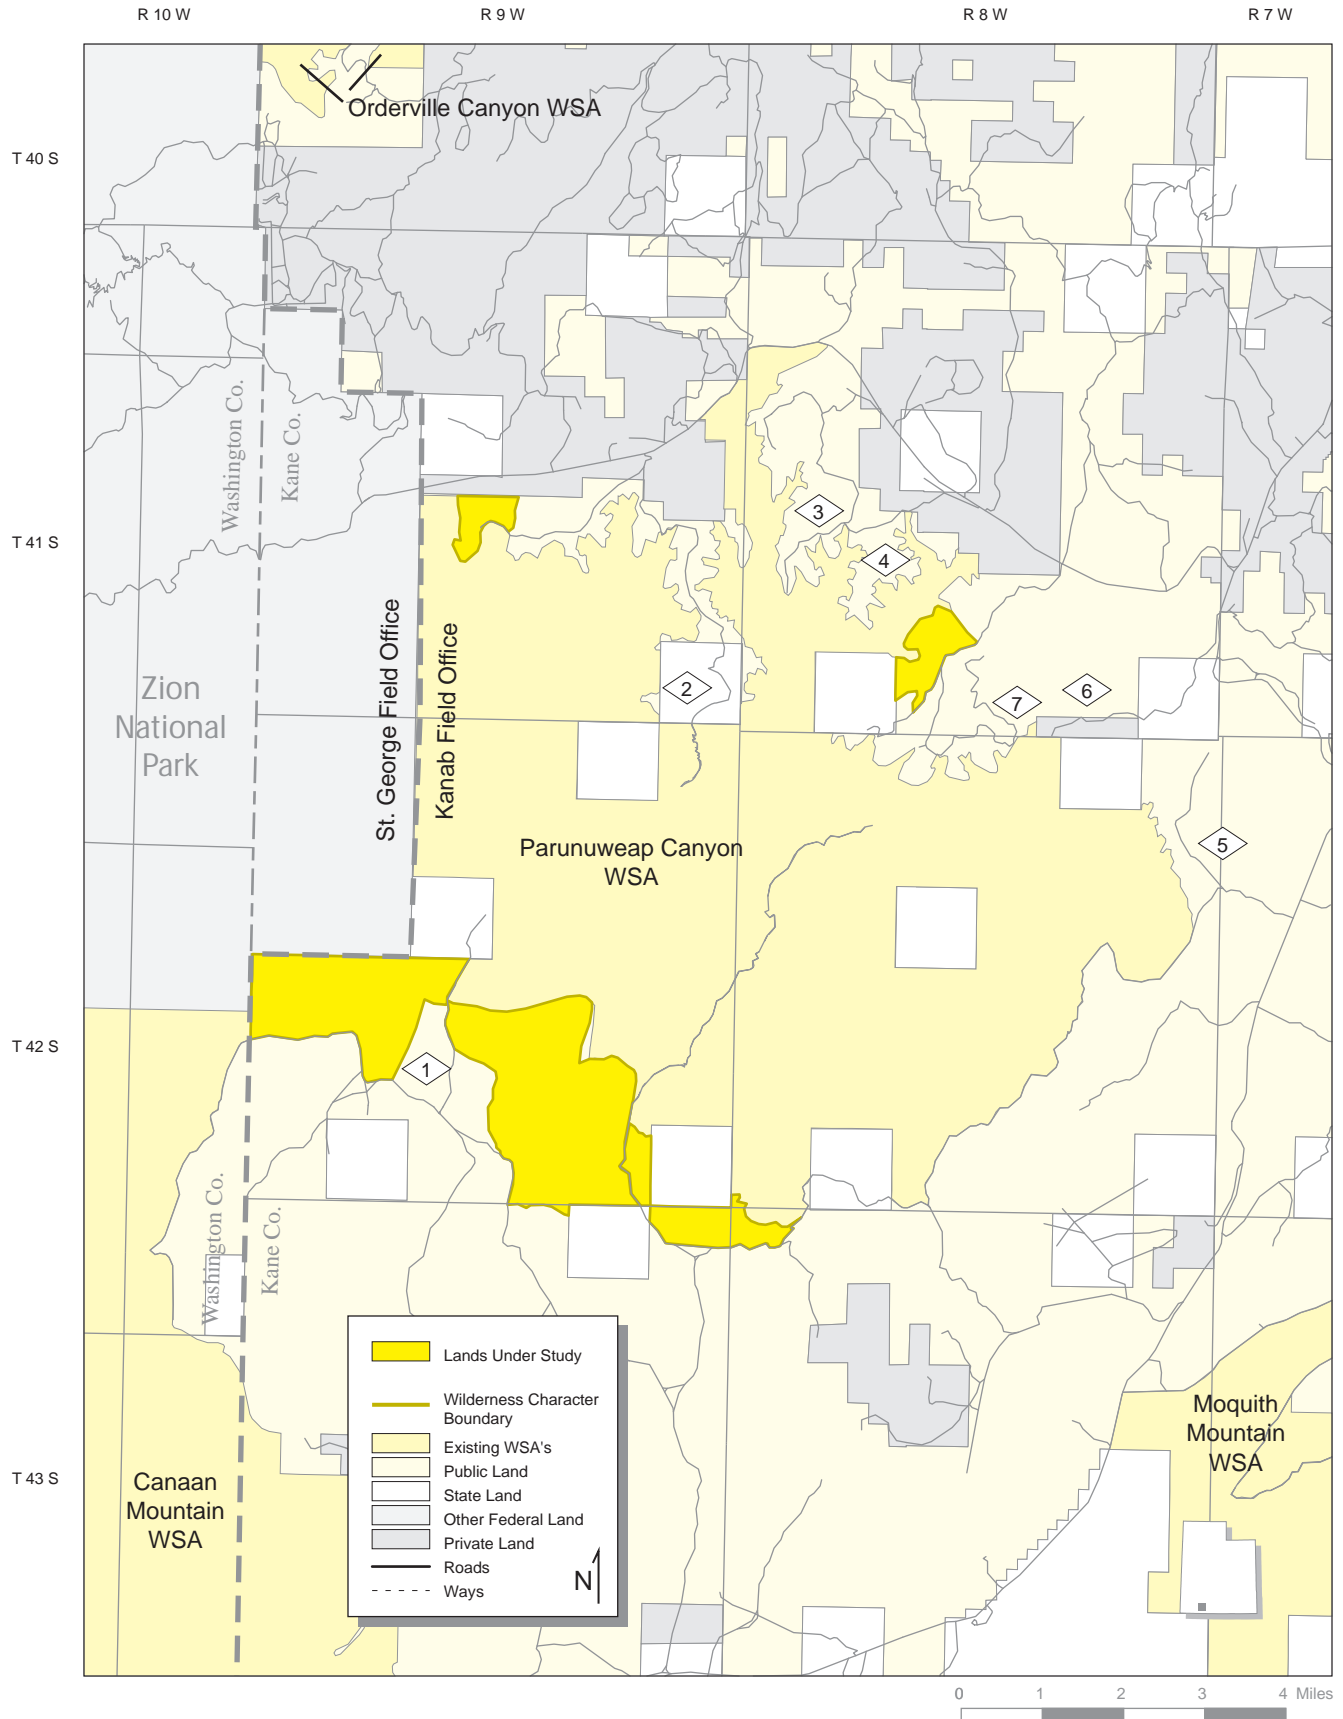 R 10 W
R 9 W
R 8 W
R 7 W
Orderville Canyon WSA
T 40 S
Washington Co.
Kane Co.
3
T 41 S
4
St. George Field Office
Kanab Field Office
Zion
National
Park
2
7
6
Parunuweap Canyon
WSA
5
T 42 S
1
Washington Co.
Kane Co.
Lands Under Study
Wilderness Character
Boundary
Existing WSA's
Public Land
State Land
Other Federal Land
Private Land
Roads
Ways
N
Moquith
Mountain
WSA
T 43 S
Canaan
Mountain
WSA
0 1 2 3 4 Miles